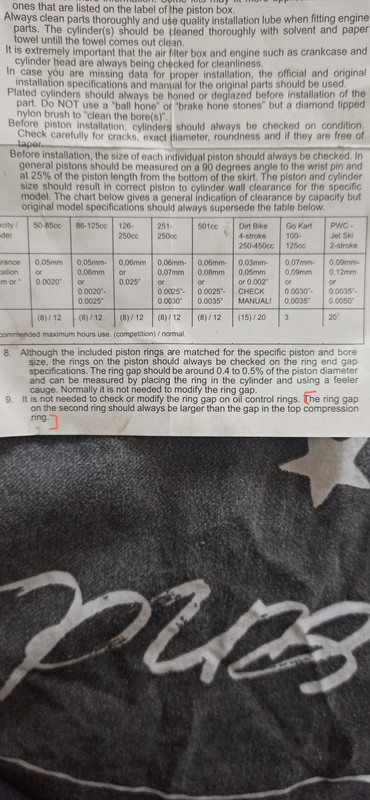 ones that are listed on the label of the piston box.
Always clean parts thoroughly and use quality installation lube when fitting engine
parts. The cylinder(s) should be cleaned thoroughly with solvent and paper
towel untill the towel comes out clean.
It is extremely important that the air filter box and engine such as crankcase and
cylinder head are always being checked for cleanliness.
In case you are missing data for proper installation, the official and original
installation specifications and manual for the original parts should be used.
Plated cylinders should always be honed or deglazed before installation of the
part. Do NOT use a "ball hone" or "brake hone stones" but a diamond tipped
nylon brush to "clean the bore(s)".
Before piston installation, cylinders should always be checked on condition.
Check carefully for cracks, exact diameter, roundness and if they are free of
taper.
Before installation, the size of each individual piston should always be checked. In
general pistons should be measured on a 90 degrees angle to the wrist pin and
at 25% of the piston length from the bottom of the skirt. The piston and cylinder
size should result in correct piston to cylinder wall clearance for the specific
model. The chart below gives a general indication of clearance by capacity but
original model specifications should always supersede the table below.
50-85cc 86-125cc 126- 251- 501cc Dirt Bike Go Kart PWC -
250cc 250cc 4-stroke 100- Jet Ski
250-450cc 125cc 2-stroke
0,05mm 0,05mm- 0,06mm 0,06mm- 0,06mm- 0,03mm- 0,07mm- 0,09mm-
or 0,06mm or 0,07mm 0,08mm 0,05mm 0,09mm 0,12mm
0.0020" or 0.025" or or or 0.002" or or
0.0020"- 0.0025"- 0.0025"- CHECK 0.0030"- 0.0035"-
0.0025" 0.0030" 0.0035" MANUAL! 0.0035" 0.0050"
(8) / 12 (8) / 12 (8) / 12 (8) / 12 (8) / 12 (15) / 20 3 20
maximum hours use. (competition) / normal.
8. Although the included piston rings are matched for the specific piston and bore
size, the rings on the piston should always be checked on the ring end gap
specifications. The ring gap should be around 0.4 to 0.5% of the piston diameter
and can be measured by placing the ring in the cylinder and using a feeler
cauge. Normally it is not needed to modify the ring gap.
9. It is not needed to check or modify the ring gap on oil control rings. The ring gap
on the second ring should always be larger than the gap in the top compression
ring.